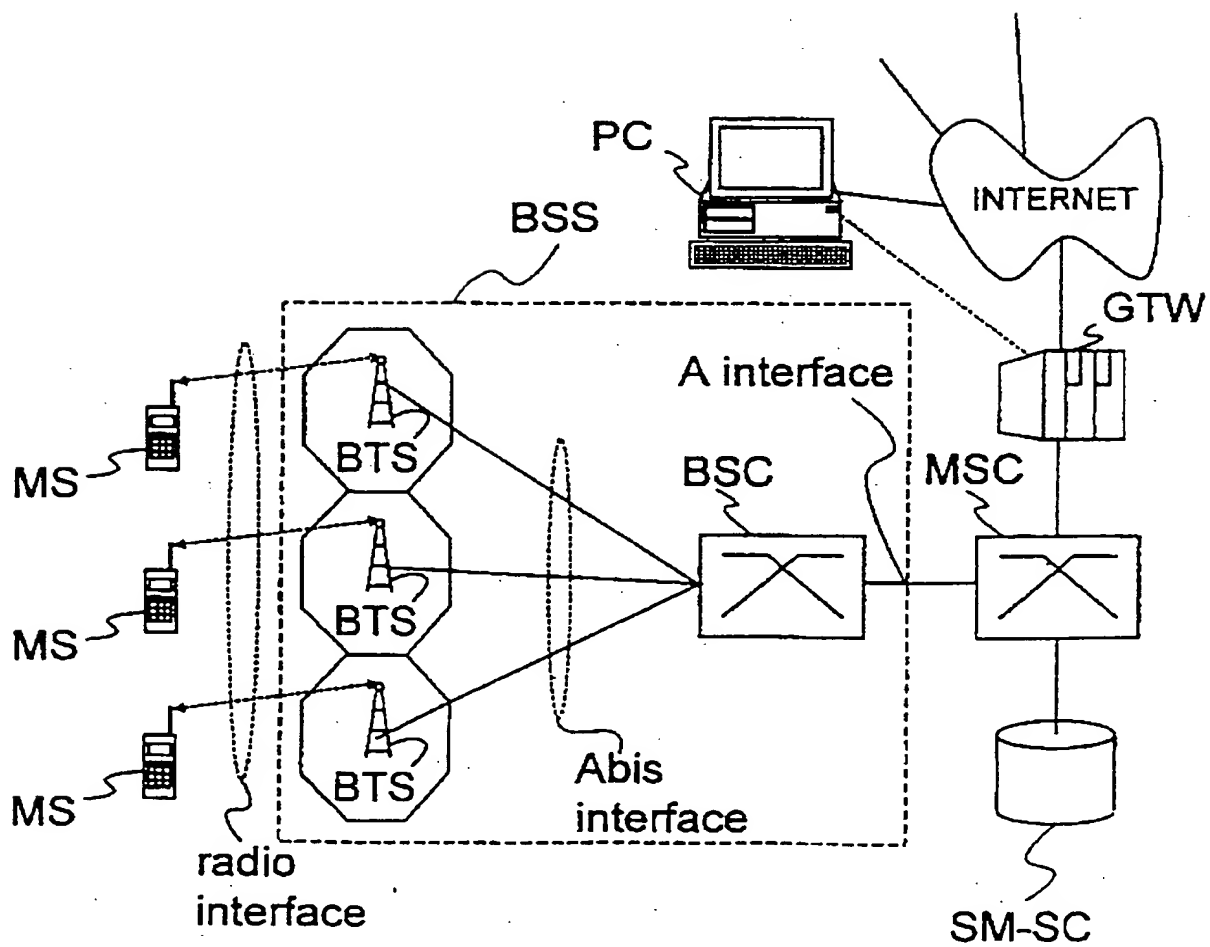 PC
INTERNET
BSS
GTW
A interface
MS
BTS
BSC
MSC
MS
BTS
MS
BTS
Abis
interface
radio
interface
SM-SC